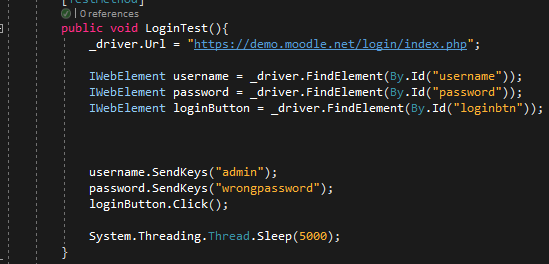 [TestMethod]
0 references
public void LoginTest(){
_driver.Url = "https://demo.moodle.net/login/index.php";
IWebElement username = _driver.FindElement(By.Id("username"));
IWebElement password = _driver.FindElement(By.Id("password"));
IWebElement loginButton = _driver.FindElement(By.Id("loginbtn"));
username.SendKeys("admin");
password.SendKeys("wrongpassword");
loginButton.Click();
System.Threading.Thread.Sleep(5000);
}